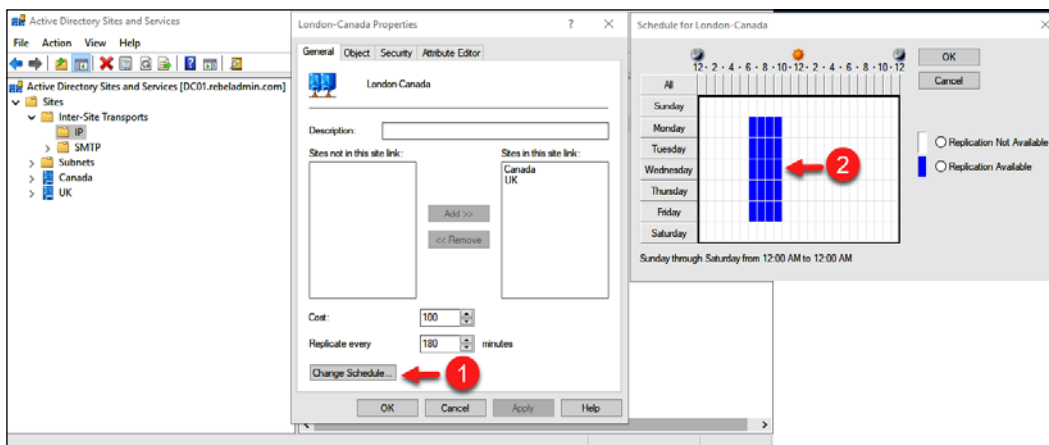 Active Directory Sites and Services
File Action View Help
Active Directory Sites and Services [DC01.rebeladmin.com]
Sites
Inter-Site Transports
IP
SMTP
Subnets
Canada
UK
London-Canada Properties ?
General Object Security Attribute Editor
London-Canada
Description:
Sites not in this site link:
Sites in this site link:
Canada
UK
Add >>
<< Remove
Cost: 100
Replicate every 180 minutes
Change Schedule...
1
OK Cancel Apply Help
Schedule for London-Canada
12 · 2 · 4 · 6 · 8 · 10 · 12 · 2 · 4 · 6 · 8 · 10 · 12
All
Sunday
Monday
Tuesday
Wednesday
Thursday
Friday
Saturday
2
OK
Cancel
Replication Not Available
Replication Available
Sunday through Saturday from 12:00 AM to 12:00 AM